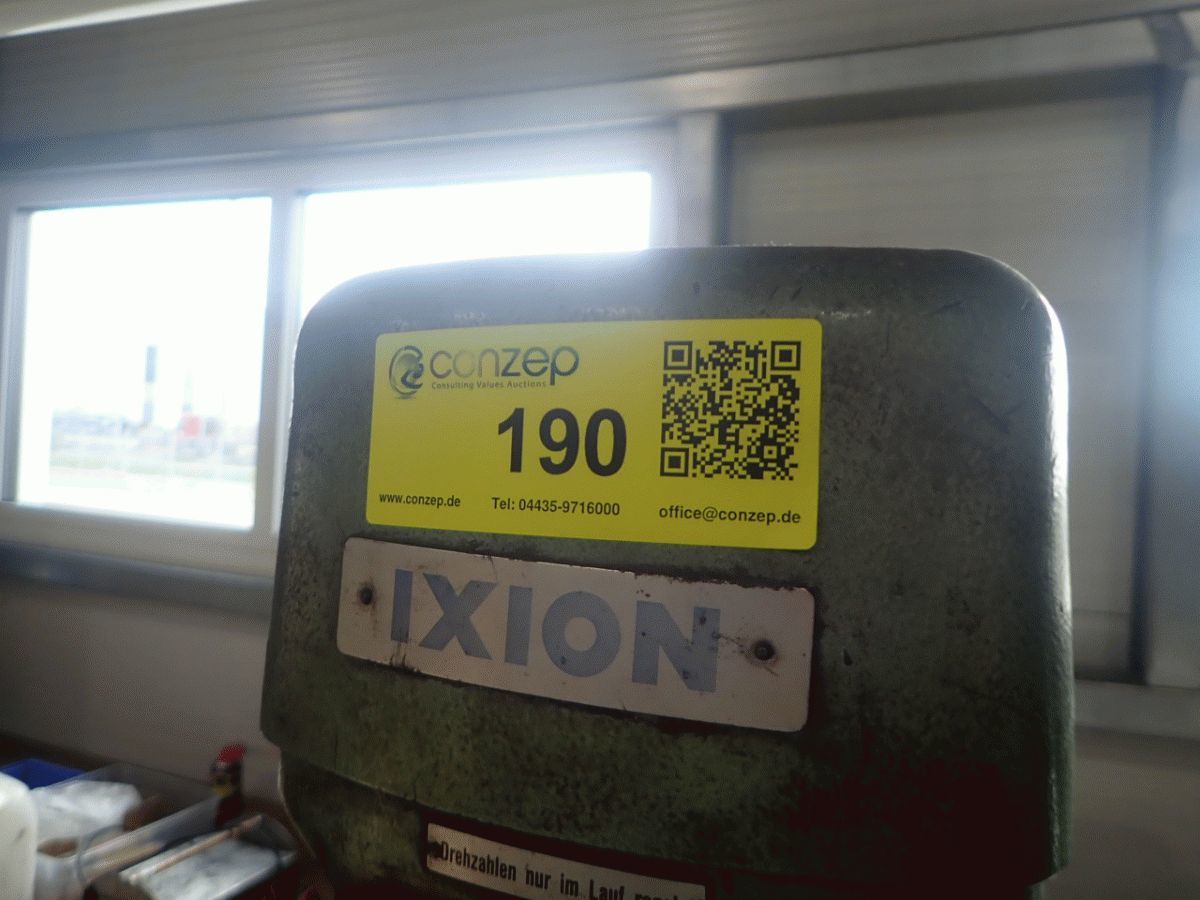 conzep
Consulting Values Auctions
190
www.conzep.de
Tel: 04435-9716000
office@conzep.de
IXION
Drehzahlen nur im Lauf